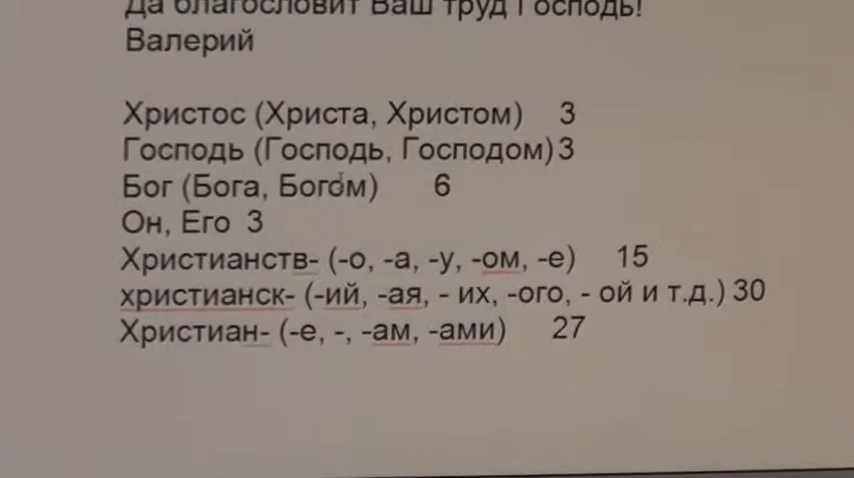 Да благословит Ваш труд Господь!
Валерий
Христос (Христа, Христом) 3
Господь (Господь, Господом) 3
Бог (Бога, Богом) 6
Он, Его 3
Христианств- (-о, -а, -у, -ом, -е) 15
христианск- (-ий, -ая, - их, -ого, - ой и т.д.) 30
Христиан- (-е, -, -ам, -ами) 27